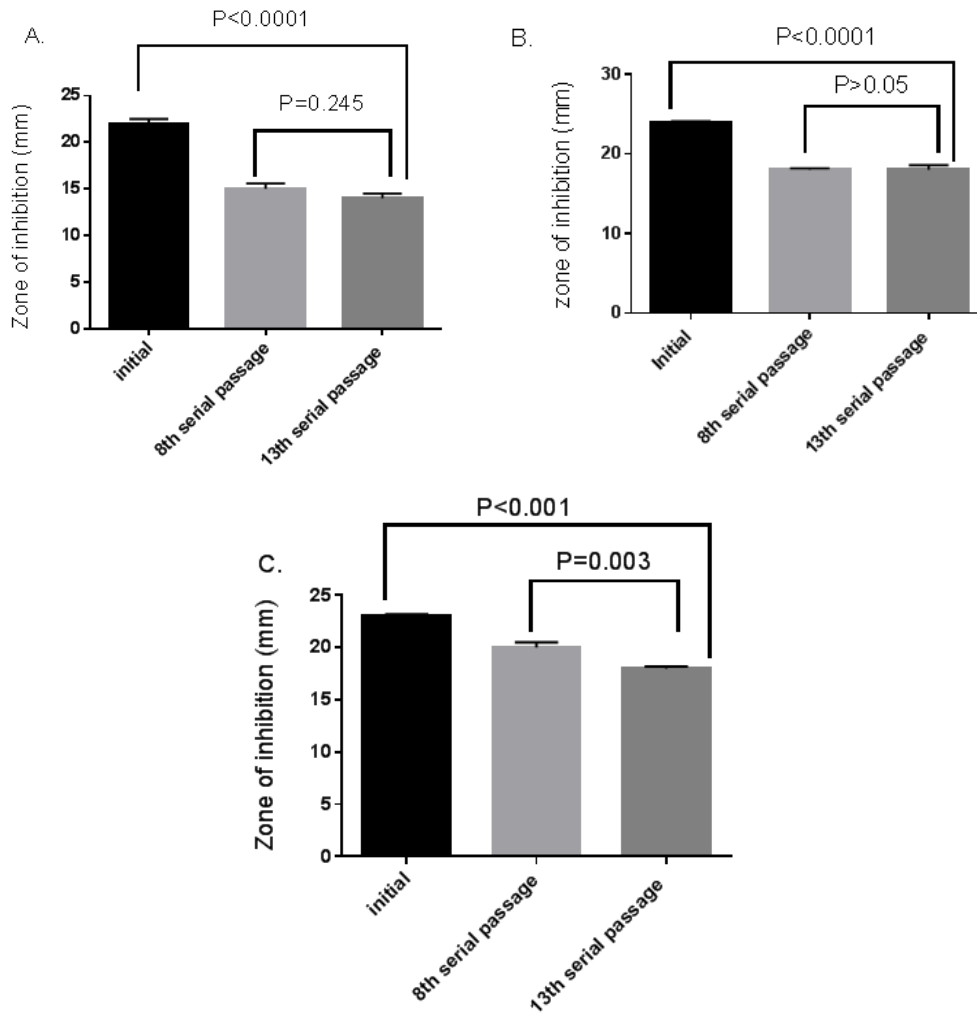 A.
P<0.0001
P=0.245
Zone of inhibition (mm)
25
20
15
10
5
0
initial
8th serial passage
13th serial passage
B.
P<0.0001
P>0.05
zone of inhibition (mm)
30
20
10
0
Initial
8th serial passage
13th serial passage
C.
P<0.001
P=0.003
Zone of inhibition (mm)
25
20
15
10
5
0
initial
8th serial passage
13th serial passage